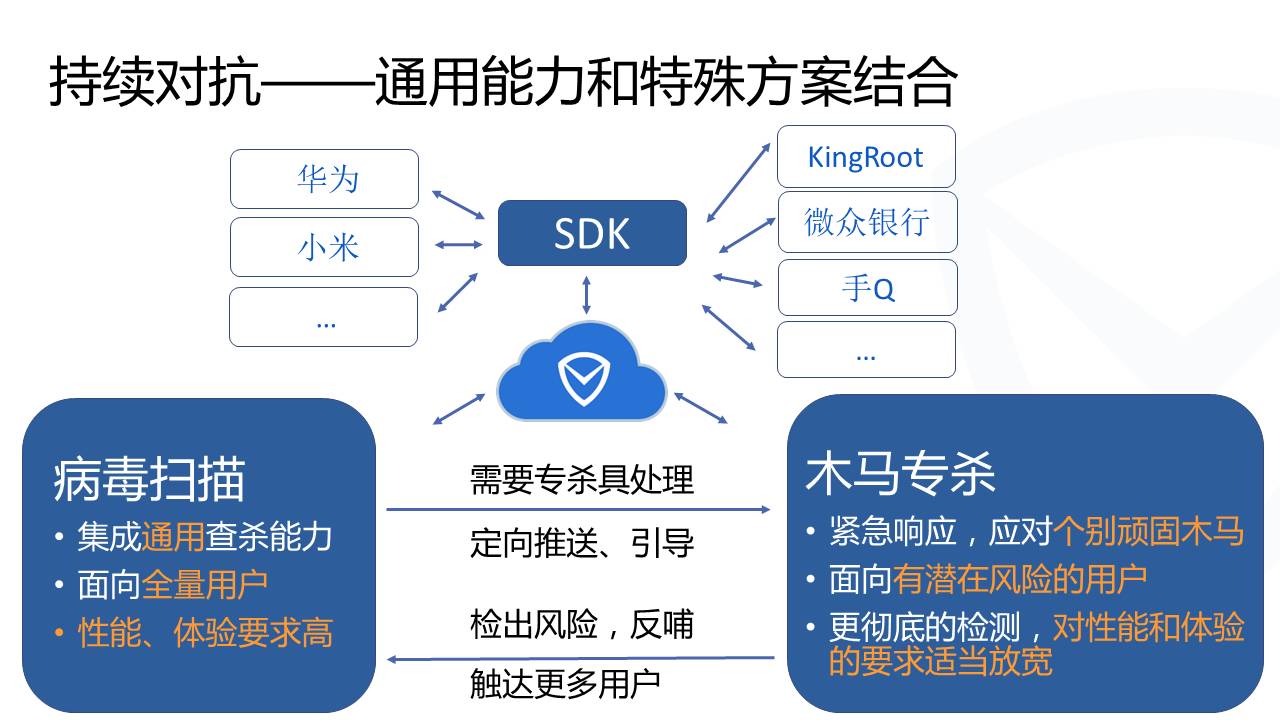 持续对抗——通用能力和特殊方案结合
华为
小米
...
SDK
KingRoot
微众银行
手Q
...
病毒扫描
• 集成通用查杀能力
• 面向全量用户
• 性能、体验要求高
需要专杀具处理
定向推送、引导
检出风险，反哺
触达更多用户
木马专杀
• 紧急响应，应对个别顽固木马
• 面向有潜在风险的用户
• 更彻底的检测，对性能和体验
的要求适当放宽